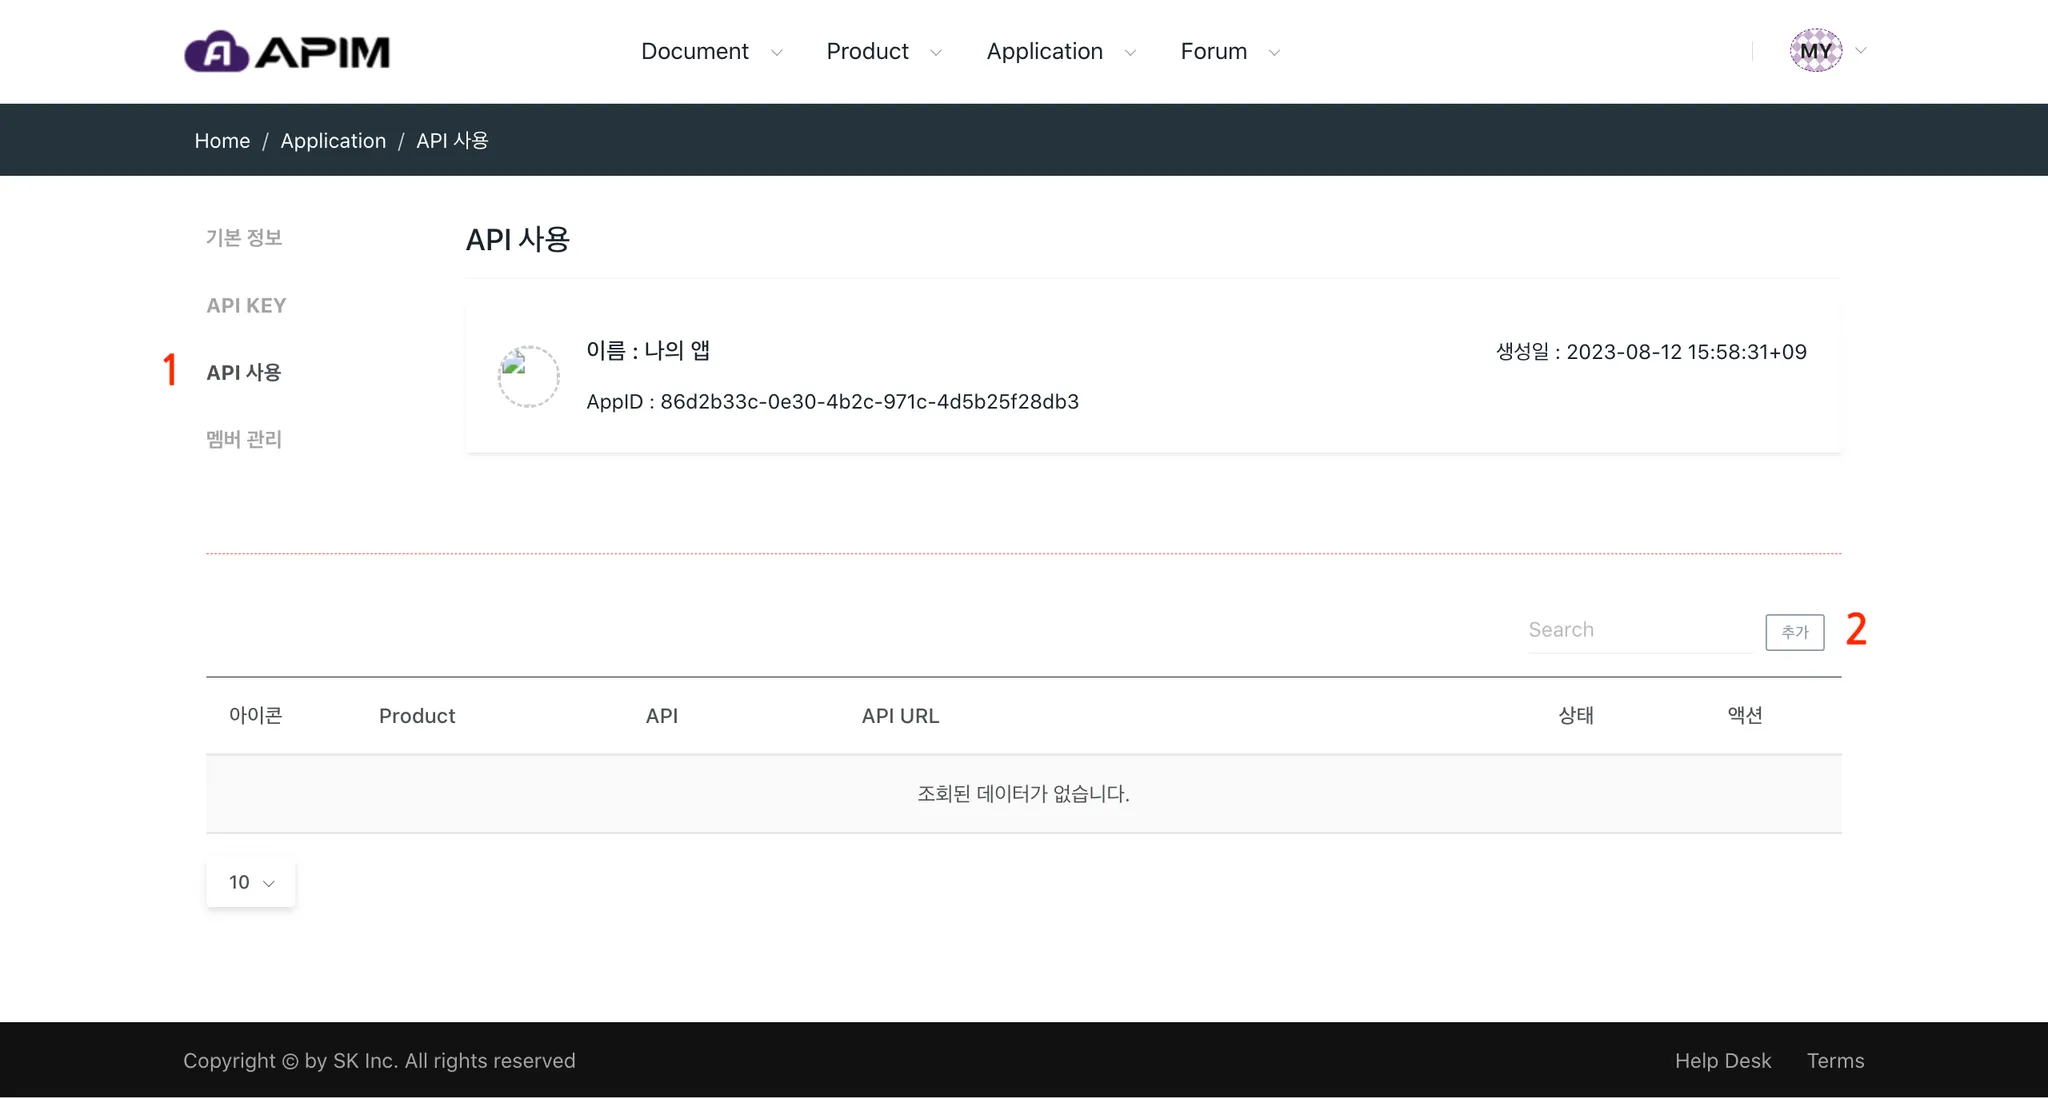 APIM
Document Product Application Forum MY
Home / Application / API 사용
기본 정보
API KEY
1 API 사용
멤버 관리
API 사용
이름 : 나의 앱
생성일 : 2023-08-12 15:58:31+09
AppID : 86d2b33c-0e30-4b2c-971c-4d5b25f28db3
Search 추가 2
아이콘 Product API API URL 상태 액션
조회된 데이터가 없습니다.
10
Copyright © by SK Inc. All rights reserved
Help Desk Terms